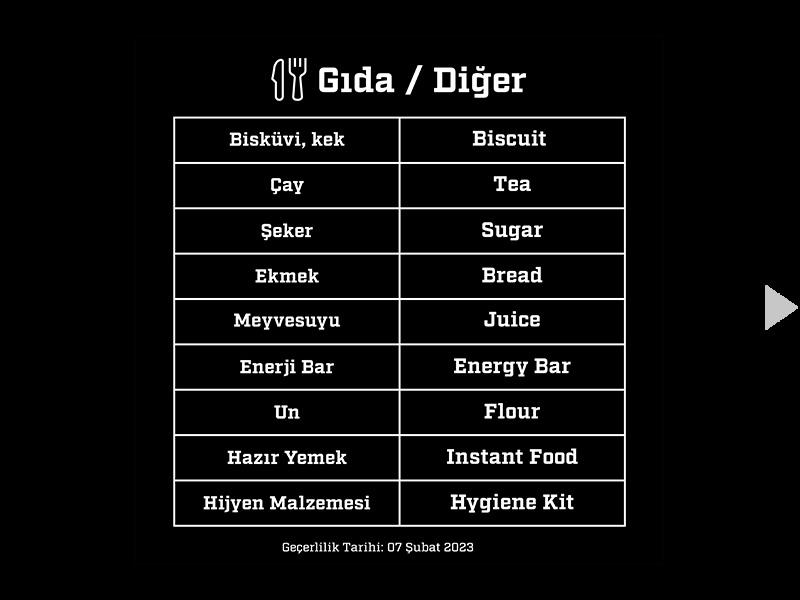 Gıda / Diğer
Bisküvi, kek Biscuit
Çay Tea
Şeker Sugar
Ekmek Bread
Meyvesuyu Juice
Enerji Bar Energy Bar
Un Flour
Hazır Yemek Instant Food
Hijyen Malzemesi Hygiene Kit
Geçerlilik Tarihi: 07 Şubat 2023